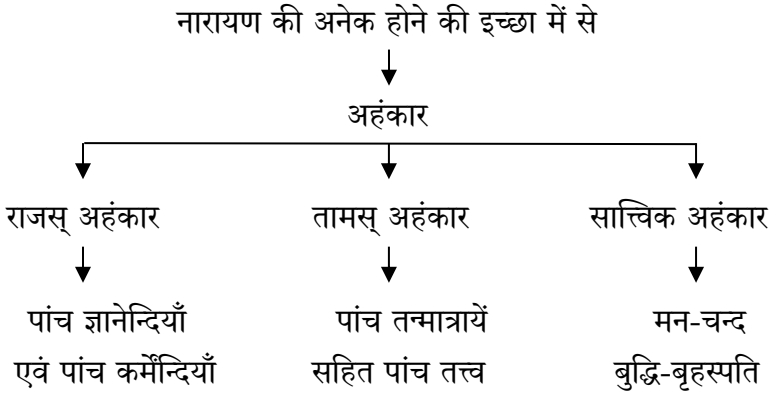 नारायण की अनेक होने की इच्छा में से
अहंकार
राजस् अहंकार
तामस् अहंकार
सात्त्विक अहंकार
पांच ज्ञानेन्दियाँ
एवं पांच कर्मेंन्दियाँ
पांच तन्मात्रायें
सहित पांच तत्त्व
मन-चन्द
बुद्धि-बृहस्पति